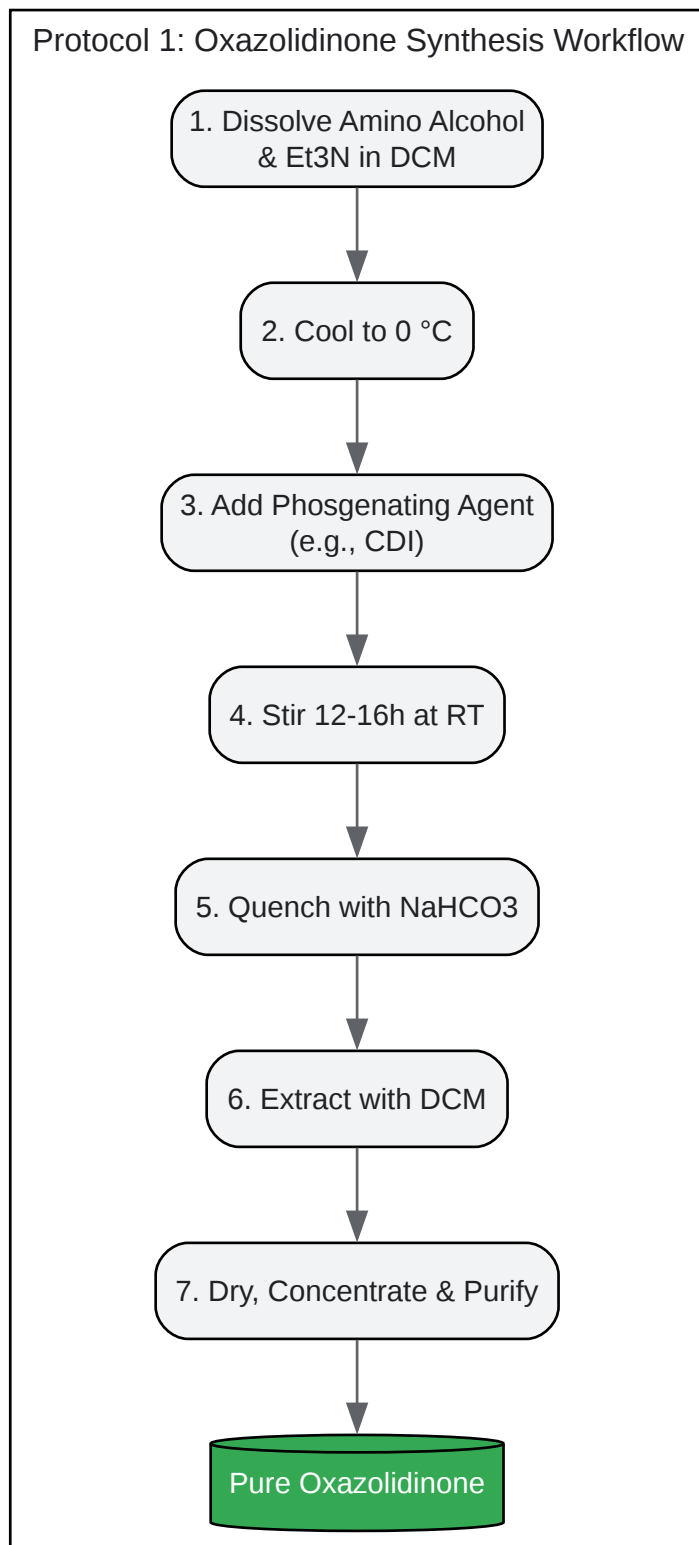 Protocol 1: Oxazolidinone Synthesis Workflow
1. Dissolve Amino Alcohol
& Et3N in DCM
2. Cool to 0 °C
3. Add Phosgenating Agent
(e.g., CDI)
4. Stir 12-16h at RT
5. Quench with NaHCO3
6. Extract with DCM
7. Dry, Concentrate & Purify
Pure Oxazolidinone